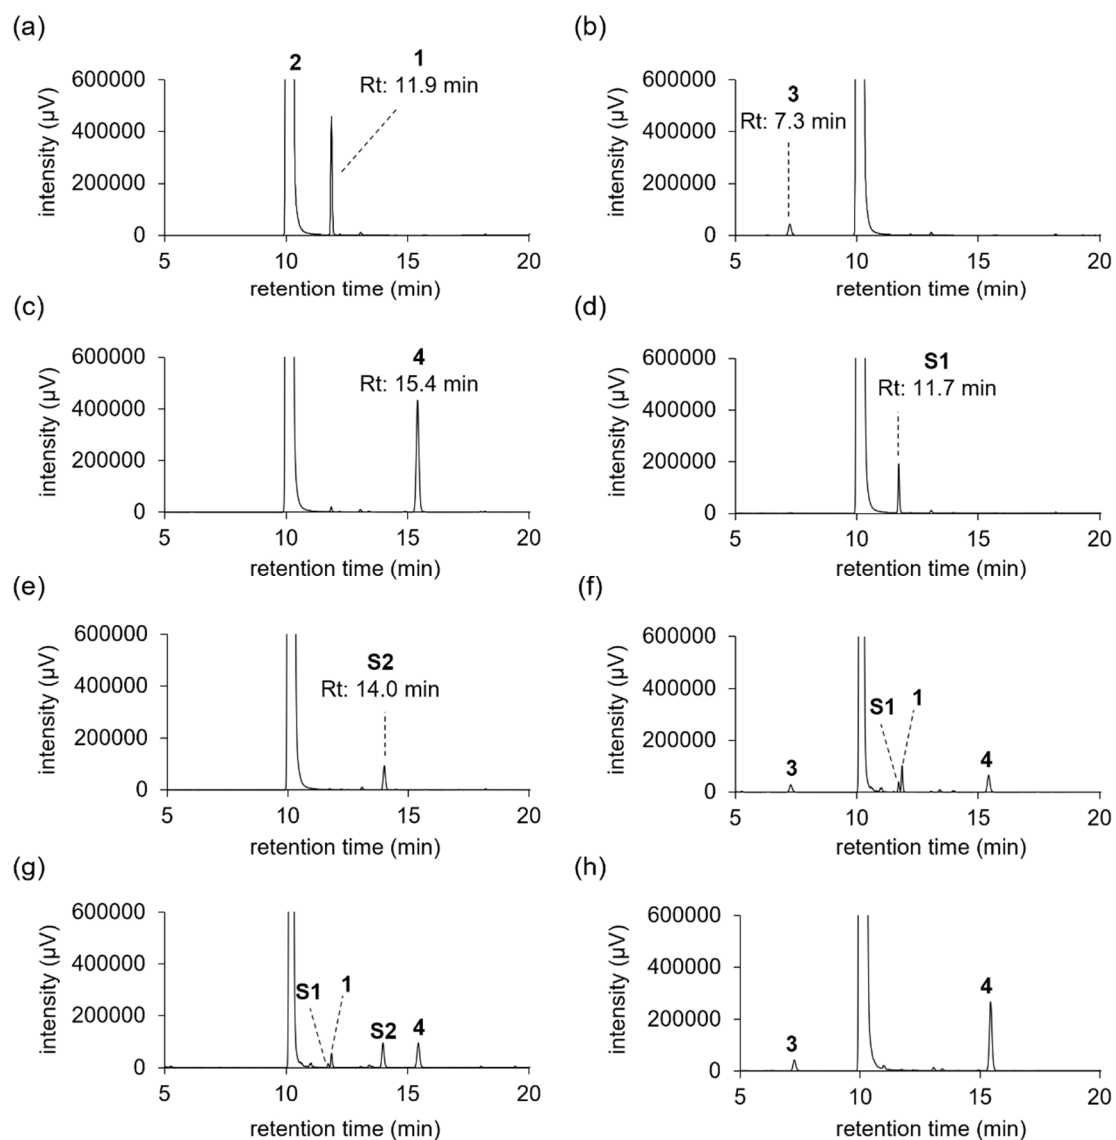 (a)
2
1
Rt: 11.9 min
600000
400000
200000
0
intensity (μV)
5 10 15 20
retention time (min)
(b)
3
Rt: 7.3 min
600000
400000
200000
0
intensity (μV)
5 10 15 20
retention time (min)
(c)
4
Rt: 15.4 min
600000
400000
200000
0
intensity (μV)
5 10 15 20
retention time (min)
(d)
S1
Rt: 11.7 min
600000
400000
200000
0
intensity (μV)
5 10 15 20
retention time (min)
(e)
S2
Rt: 14.0 min
600000
400000
200000
0
intensity (μV)
5 10 15 20
retention time (min)
(f)
S1 1
3
4
600000
400000
200000
0
intensity (μV)
5 10 15 20
retention time (min)
(g)
S1 1
S2 4
600000
400000
200000
0
intensity (μV)
5 10 15 20
retention time (min)
(h)
4
3
600000
400000
200000
0
intensity (μV)
5 10 15 20
retention time (min)